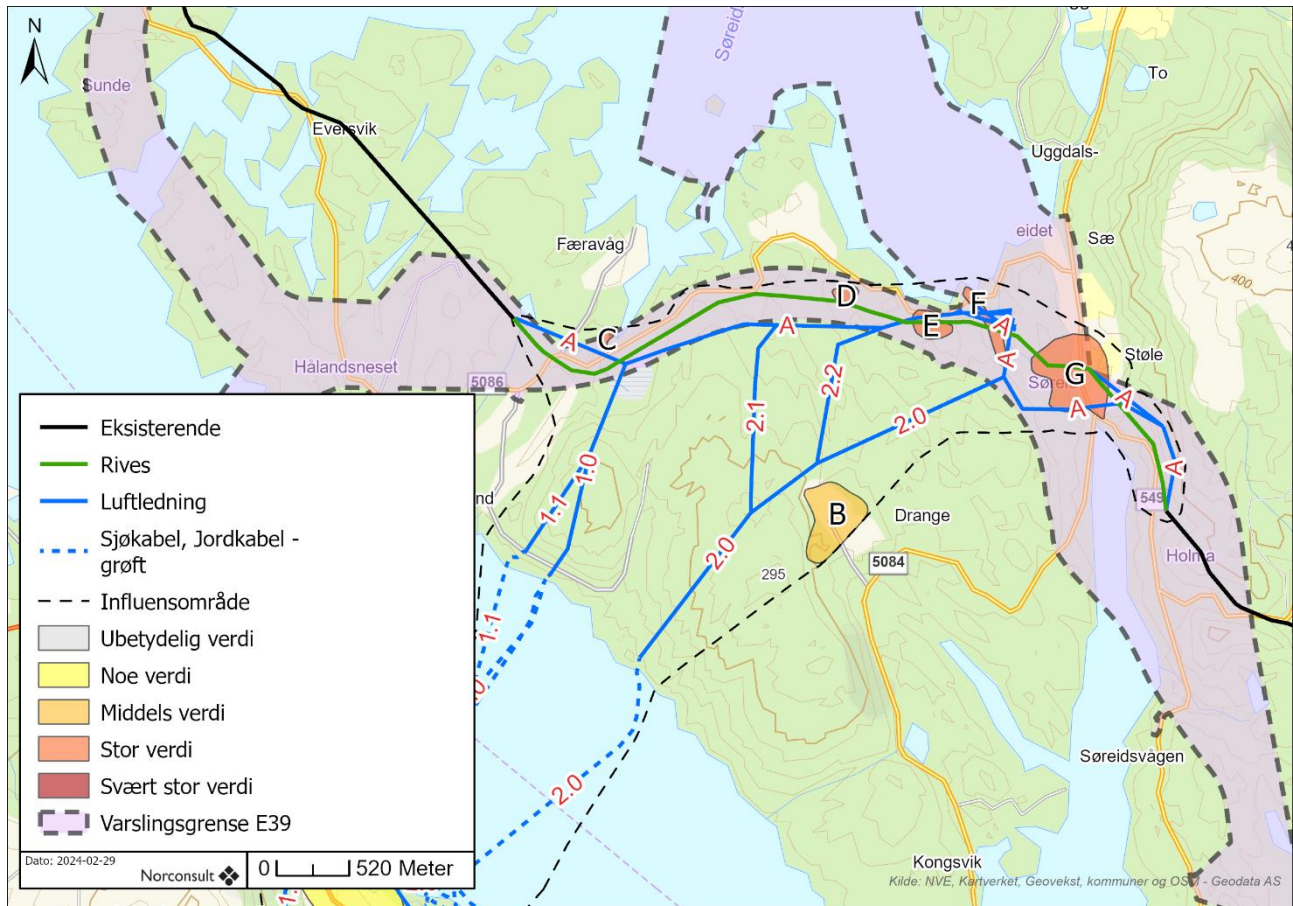 N
Sunde
Søreids
To
Eversvik
Uggdals-
eidet
Sæ
400
Færavåg
D
F
A
E
A
A
C
A
Hålandsneset
Støle
5086
G
A
A
A
2.2
2.1
2.0
A
1.0
1.1
B
Drange
549
5084
Holma
295
2.0
1.1
2.0
Søreidsvågen
Kongsvik
Eksisterende
Rives
Luftledning
Sjøkabel, Jordkabel -
grøft
Influensområde
Ubetydelig verdi
Noe verdi
Middels verdi
Stor verdi
Svært stor verdi
Varslingsgrense E39
Dato: 2024-02-29
Norconsult
0 520 Meter
Kilde: NVE, Kartverket, Geovekst, kommuner og OSM - Geodata AS